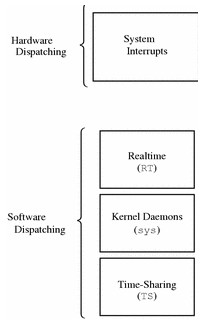 Hardware
Dispatching
System
Interrupts
Realtime
(RT)
Software
Dispatching
Kernel Daemons
(sys)
Time-Sharing
(TS)